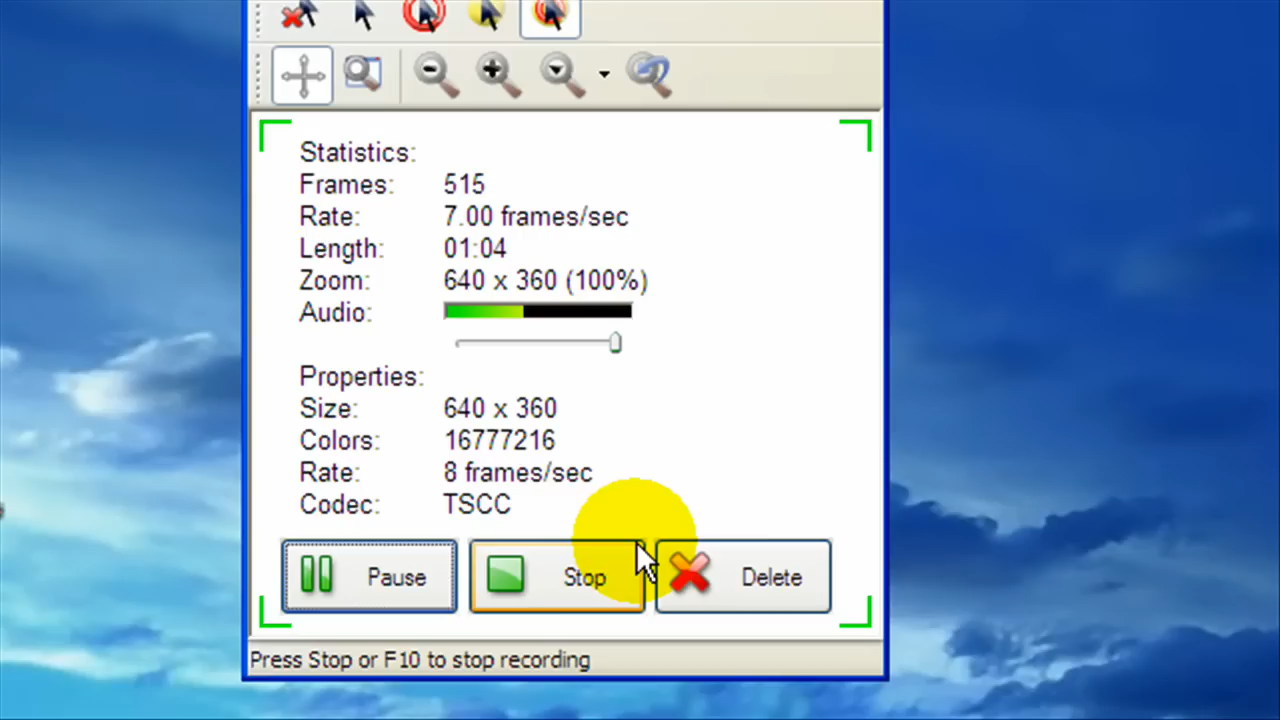 Statistics:
Frames: 515
Rate: 7.00 frames/sec
Length: 01:04
Zoom: 640 x 360 (100%)
Audio:
Properties:
Size: 640 x 360
Colors: 16777216
Rate: 8 frames/sec
Codec: TSCC
Pause Stop Delete
Press Stop or F10 to stop recording